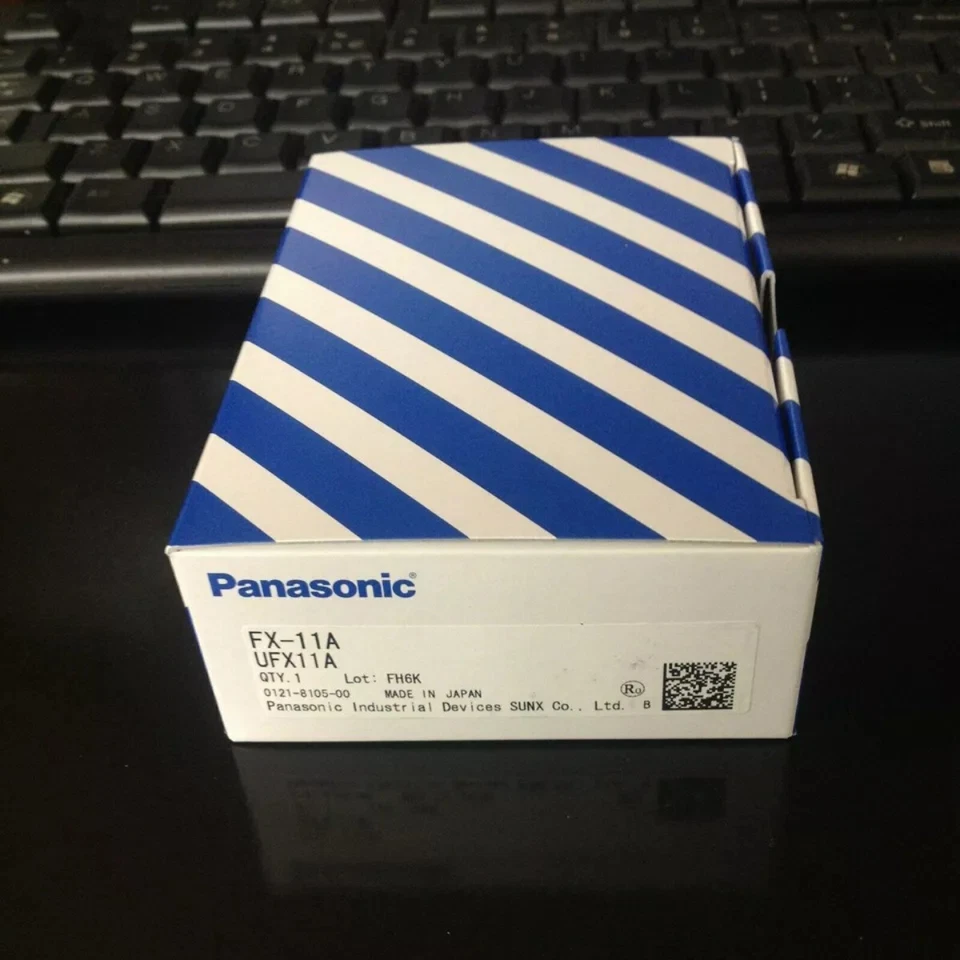 Q W E R T Y U I O P
A S D F G H J K L
Z X C V B N M
Shift
Panasonic®
FX-11A
UFX11A
QTY.1 Lot: FH6K
0121-8105-00 MADE IN JAPAN
Panasonic Industrial Devices SUNX Co., Ltd. B